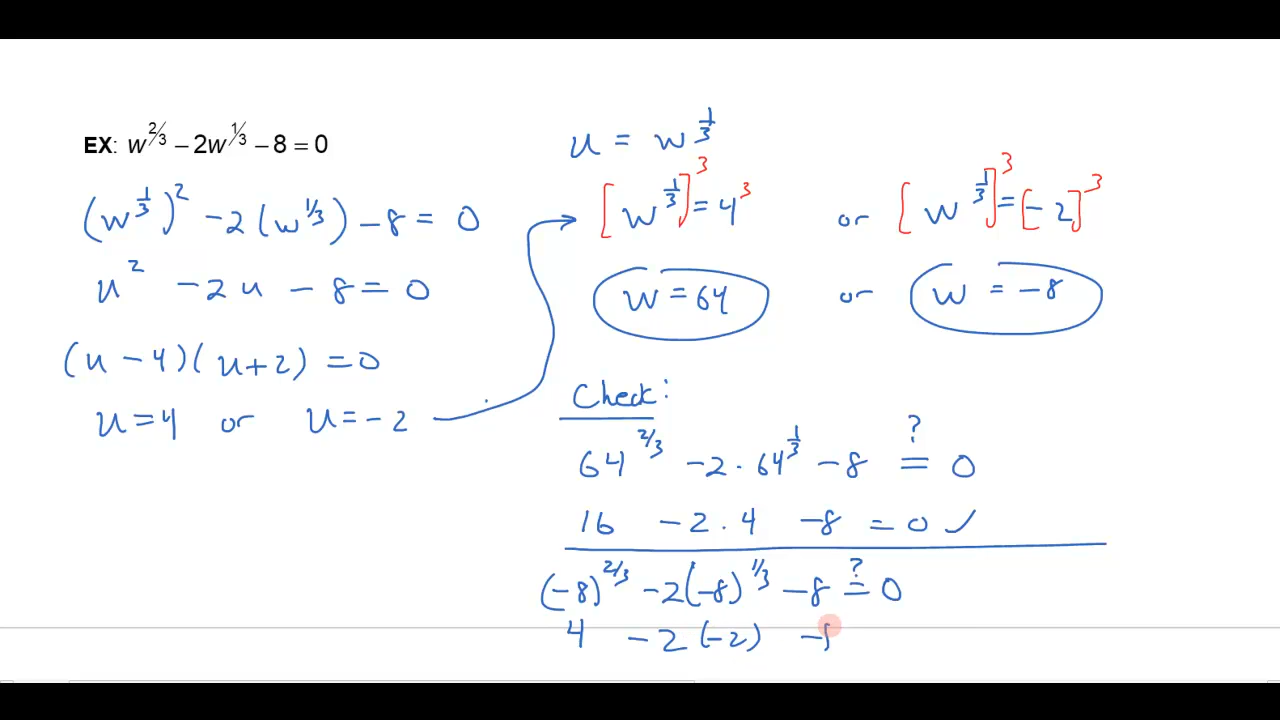 EX: w^{2/3} – 2w^{1/3} – 8 = 0
(w^{1/3})^2 - 2(w^{1/3}) - 8 = 0
u^2 - 2u - 8 = 0
(u - 4)(u + 2) = 0
u = 4 or u = -2
u = w^{1/3}
[w^{1/3}]^3 = 4^3 or [w^{1/3}]^3 = [-2]^3
w = 64 or w = -8
Check:
64^{2/3} - 2 · 64^{1/3} - 8 ?= 0
16 - 2 · 4 - 8 = 0 ✓
(-8)^{2/3} - 2(-8)^{1/3} - 8 ?= 0
4 - 2(-2) -